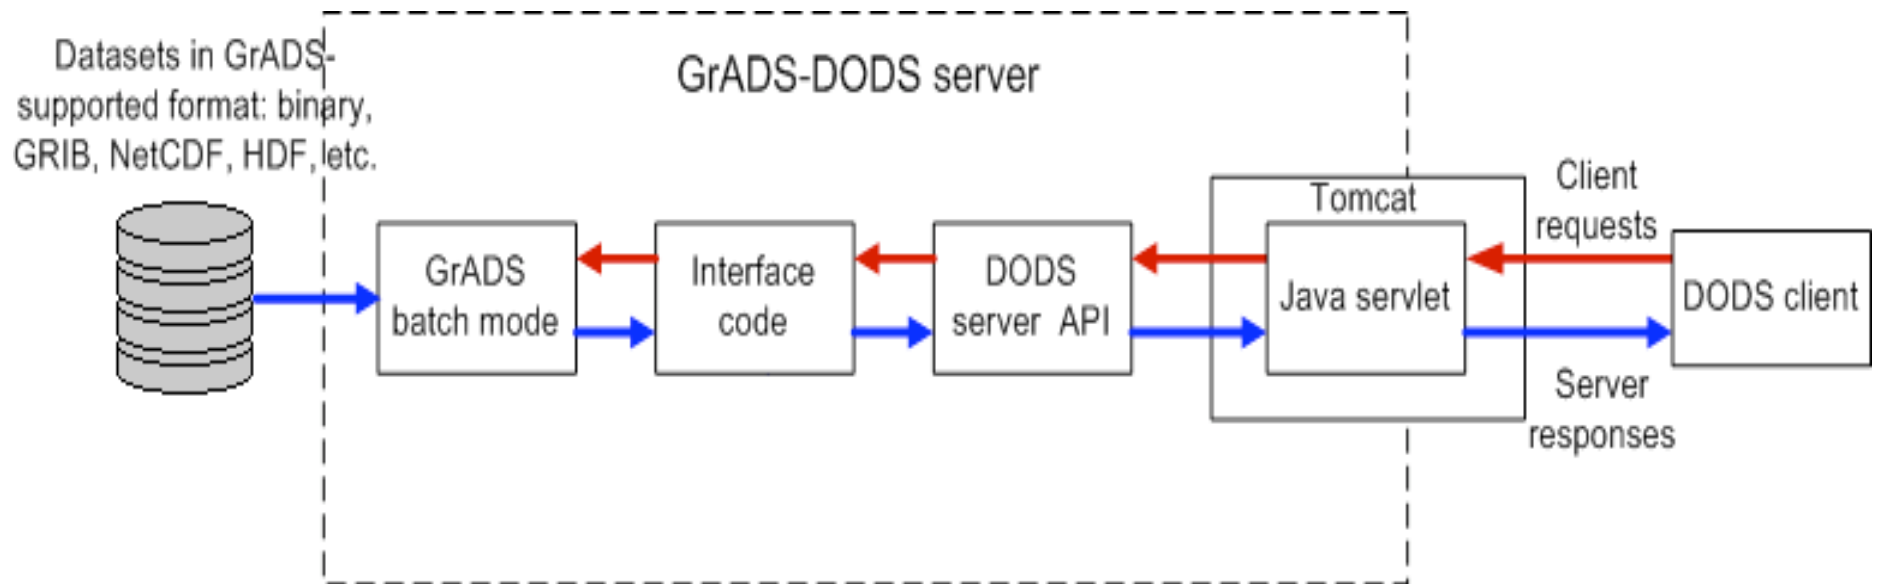 Datasets in GrADS-
supported format: binary,
GRIB, NetCDF, HDF, etc.
GrADS-DODS server
GrADS
batch mode
Interface
code
DODS
server API
Tomcat
Java servlet
Client
requests
DODS client
Server
responses